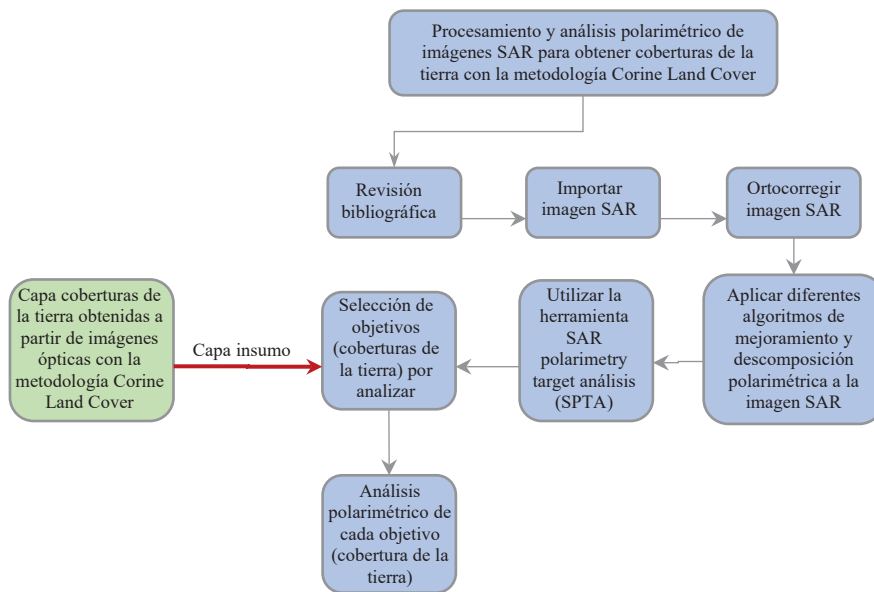 Procesamiento y análisis polarimétrico de
imágenes SAR para obtener coberturas de la
tierra con la metodología Corine Land Cover
Revisión
bibliográfica
Importar
imagen SAR
Ortocorregir
imagen SAR
Capa coberturas de
la tierra obtenidas a
partir de imágenes
ópticas con la
metodología Corine
Land Cover
Capa insumo
Selección de
objetivos
(coberturas de
la tierra) por
analizar
Utilizar la
herramienta
SAR
polarimetry
target análisis
(SPTA)
Aplicar diferentes
algoritmos de
mejoramiento y
descomposición
polarimétrica a la
imagen SAR
Análisis
polarimétrico de
cada objetivo
(cobertura de la
tierra)